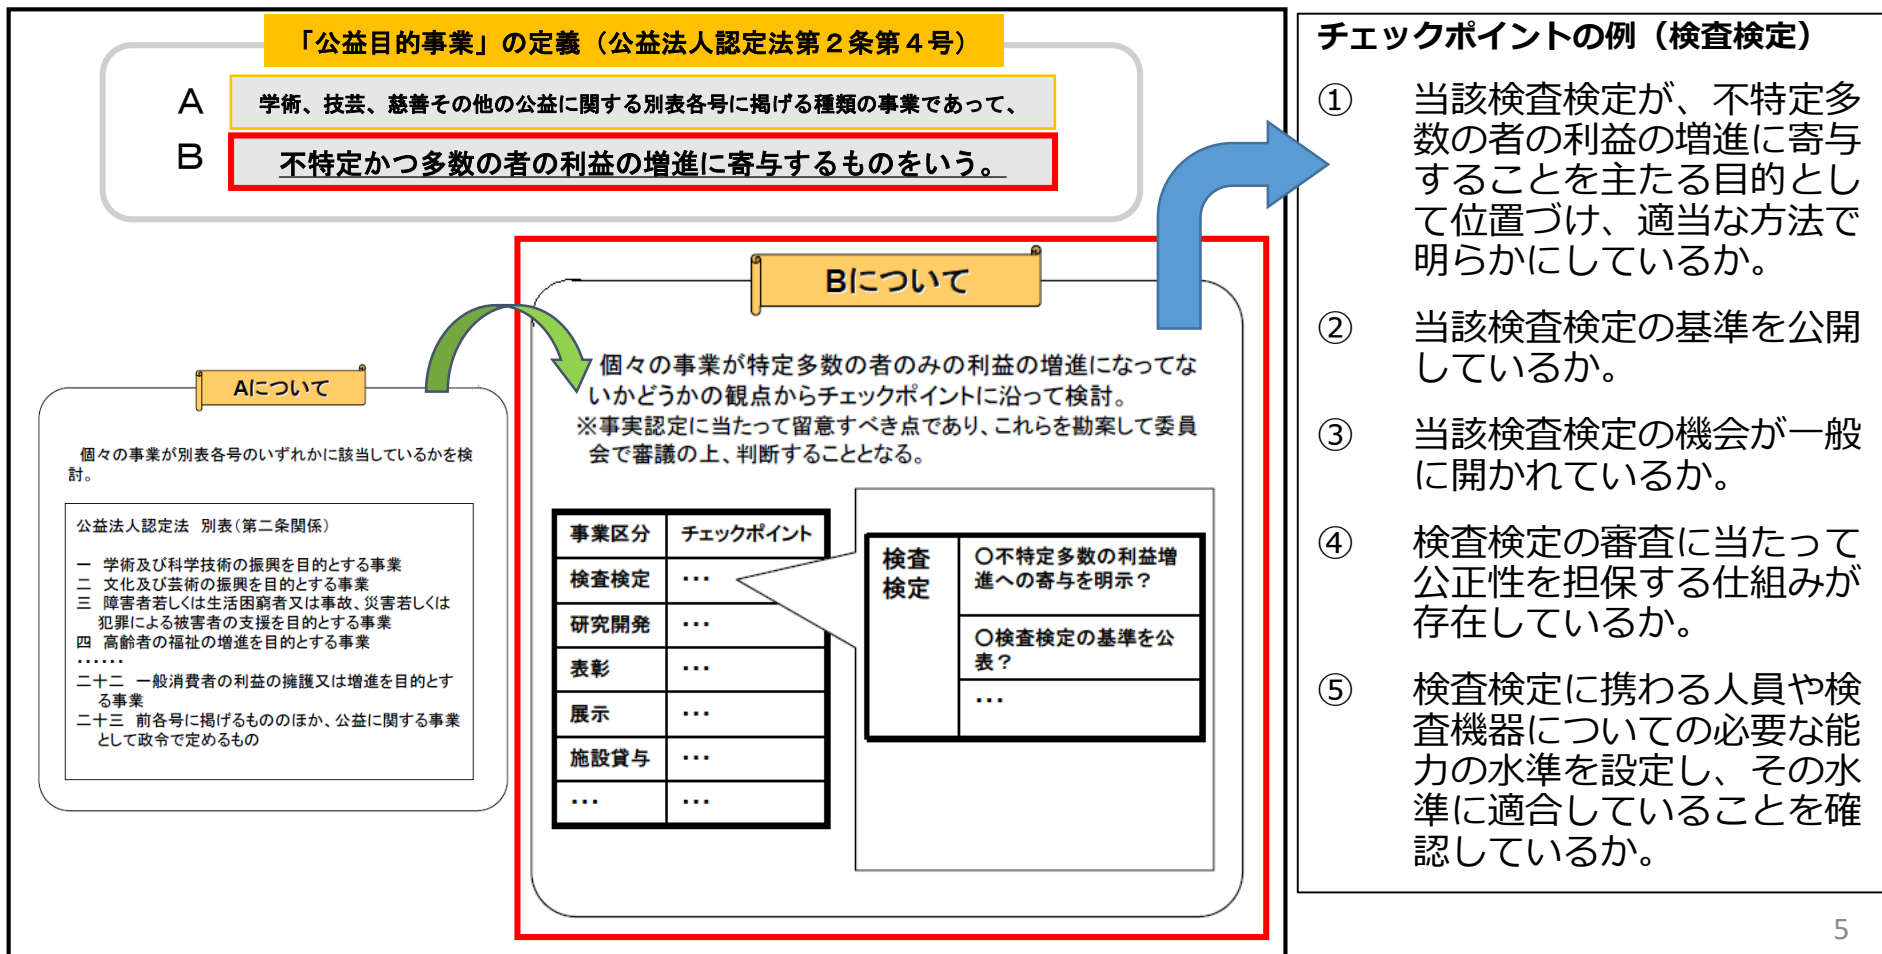 「公益目的事業」の定義（公益法人認定法第２条第４号）
A
学術、技芸、慈善その他の公益に関する別表各号に掲げる種類の事業であって、
B
不特定かつ多数の者の利益の増進に寄与するものをいう。
Aについて
個々の事業が別表各号のいずれかに該当しているかを検
討。
公益法人認定法 別表（第二条関係）
一 学術及び科学技術の振興を目的とする事業
二 文化及び芸術の振興を目的とする事業
三 障害者若しくは生活困窮者又は事故、災害若しくは
犯罪による被害者の支援を目的とする事業
四 高齢者の福祉の増進を目的とする事業
‥‥‥
二十二 一般消費者の利益の擁護又は増進を目的とす
る事業
二十三 前各号に掲げるもののほか、公益に関する事業
として政令で定めるもの
Bについて
個々の事業が特定多数の者のみの利益の増進になってな
いかどうかの観点からチェックポイントに沿って検討。
※事実認定に当たって留意すべき点であり、これらを勘案して委員
会で審議の上、判断することとなる。
事業区分 チェックポイント
検査検定 ・・・
研究開発 ・・・
表彰 ・・・
展示 ・・・
施設貸与 ・・・
・・・ ・・・
検査
検定
〇不特定多数の利益増
進への寄与を明示？
〇検査検定の基準を公
表？
・・・
チェックポイントの例（検査検定）
① 当該検査検定が、不特定多
数の者の利益の増進に寄与
することを主たる目的とし
て位置づけ、適当な方法で
明らかにしているか。
② 当該検査検定の基準を公開
しているか。
③ 当該検査検定の機会が一般
に開かれているか。
④ 検査検定の審査に当たって
公正性を担保する仕組みが
存在しているか。
⑤ 検査検定に携わる人員や検
査機器についての必要な能
力の水準を設定し、その水
準に適合していることを確
認しているか。
5